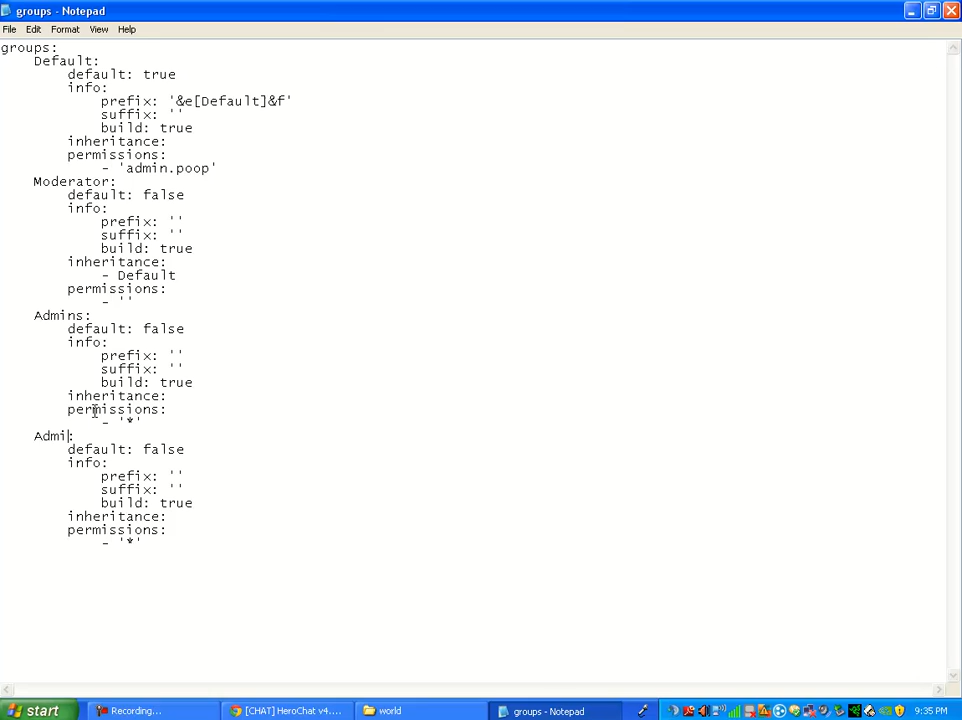 groups - Notepad
File Edit Format View Help
groups:
    Default:
        default: true
        info:
            prefix: '&e[Default]&f'
            suffix: ''
            build: true
        inheritance:
        permissions:
            - 'admin.poop'
    Moderator:
        default: false
        info:
            prefix: ''
            suffix: ''
            build: true
        inheritance:
            - Default
        permissions:
            - ''
    Admins:
        default: false
        info:
            prefix: ''
            suffix: ''
            build: true
        inheritance:
        permissions:
            - '*'
    Admi:
        default: false
        info:
            prefix: ''
            suffix: ''
            build: true
        inheritance:
        permissions:
            - '*'
start Recording... [CHAT] HeroChat v4.... world groups - Notepad 9:35 PM